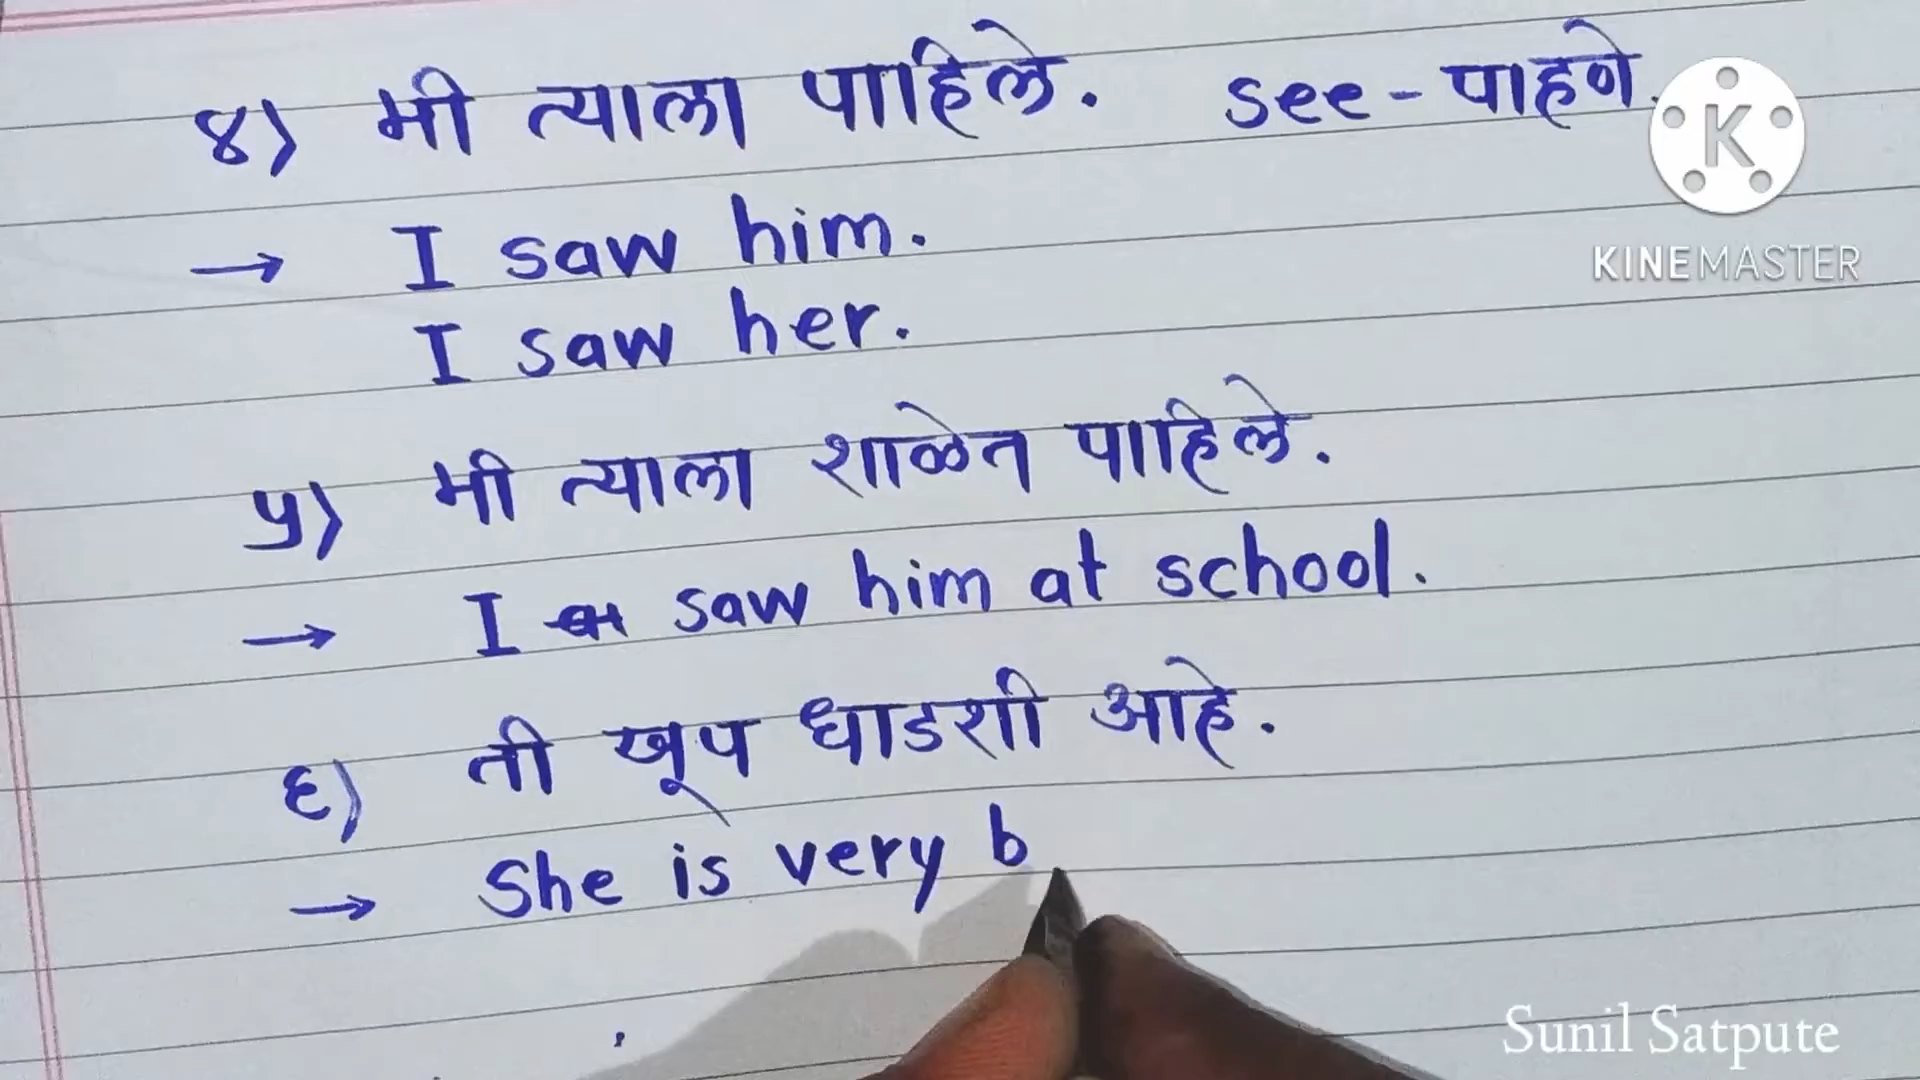 ४) मी त्याला पाहिले. see - पाहणे.
→ I saw him.
I saw her.
५) मी त्याला शाळेत पाहिले.
→ I saw him at school.
६) ती खूप धाडशी आहे.
→ She is very b
K
KINEMASTER
Sunil Satpute